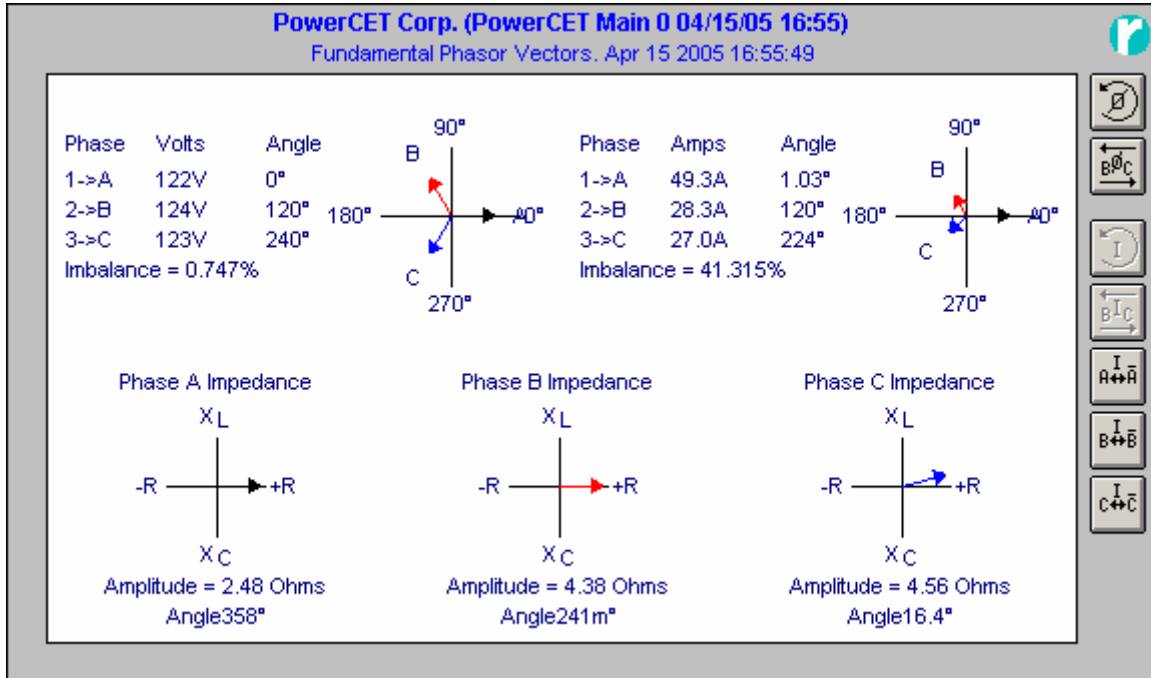 PowerCET Corp. (PowerCET Main 0 04/15/05 16:55)
Fundamental Phasor Vectors. Apr 15 2005 16:55:49
r
Phase Volts Angle
1->A 122V 0°
2->B 124V 120°
3->C 123V 240°
Imbalance = 0.747%
90°
B
180° A0°
C
270°
Phase Amps Angle
1->A 49.3A 1.03°
2->B 28.3A 120°
3->C 27.0A 224°
Imbalance = 41.315%
90°
B
180° A0°
C
270°
Phase A Impedance
XL
-R +R
XC
Amplitude = 2.48 Ohms
Angle358°
Phase B Impedance
XL
-R +R
XC
Amplitude = 4.38 Ohms
Angle241m°
Phase C Impedance
XL
-R +R
XC
Amplitude = 4.56 Ohms
Angle16.4°
Ø
BØC
I
BIC
I
A↔Ā
I
B↔B̄
I
C↔C̄